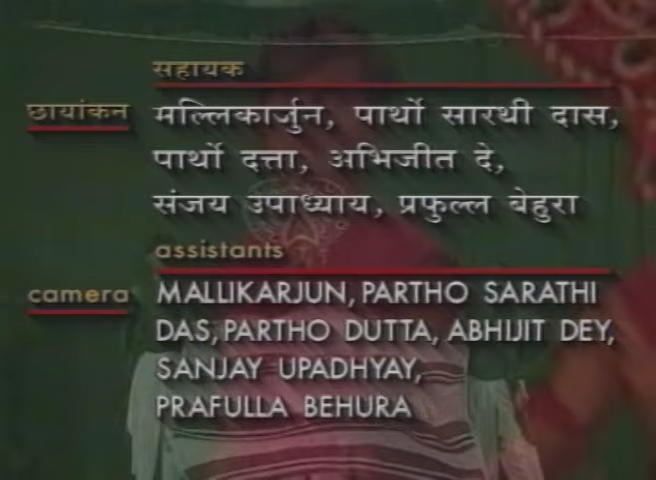 सहायक
छायांकन मल्लिकार्जुन, पार्थो सारथी दास,
पार्थो दत्ता, अभिजीत दे,
संजय उपाध्याय, प्रफुल्ल बेहुरा
assistants
camera MALLIKARJUN, PARTHO SARATHI
DAS, PARTHO DUTTA, ABHIJIT DEY,
SANJAY UPADHYAY,
PRAFULLA BEHURA